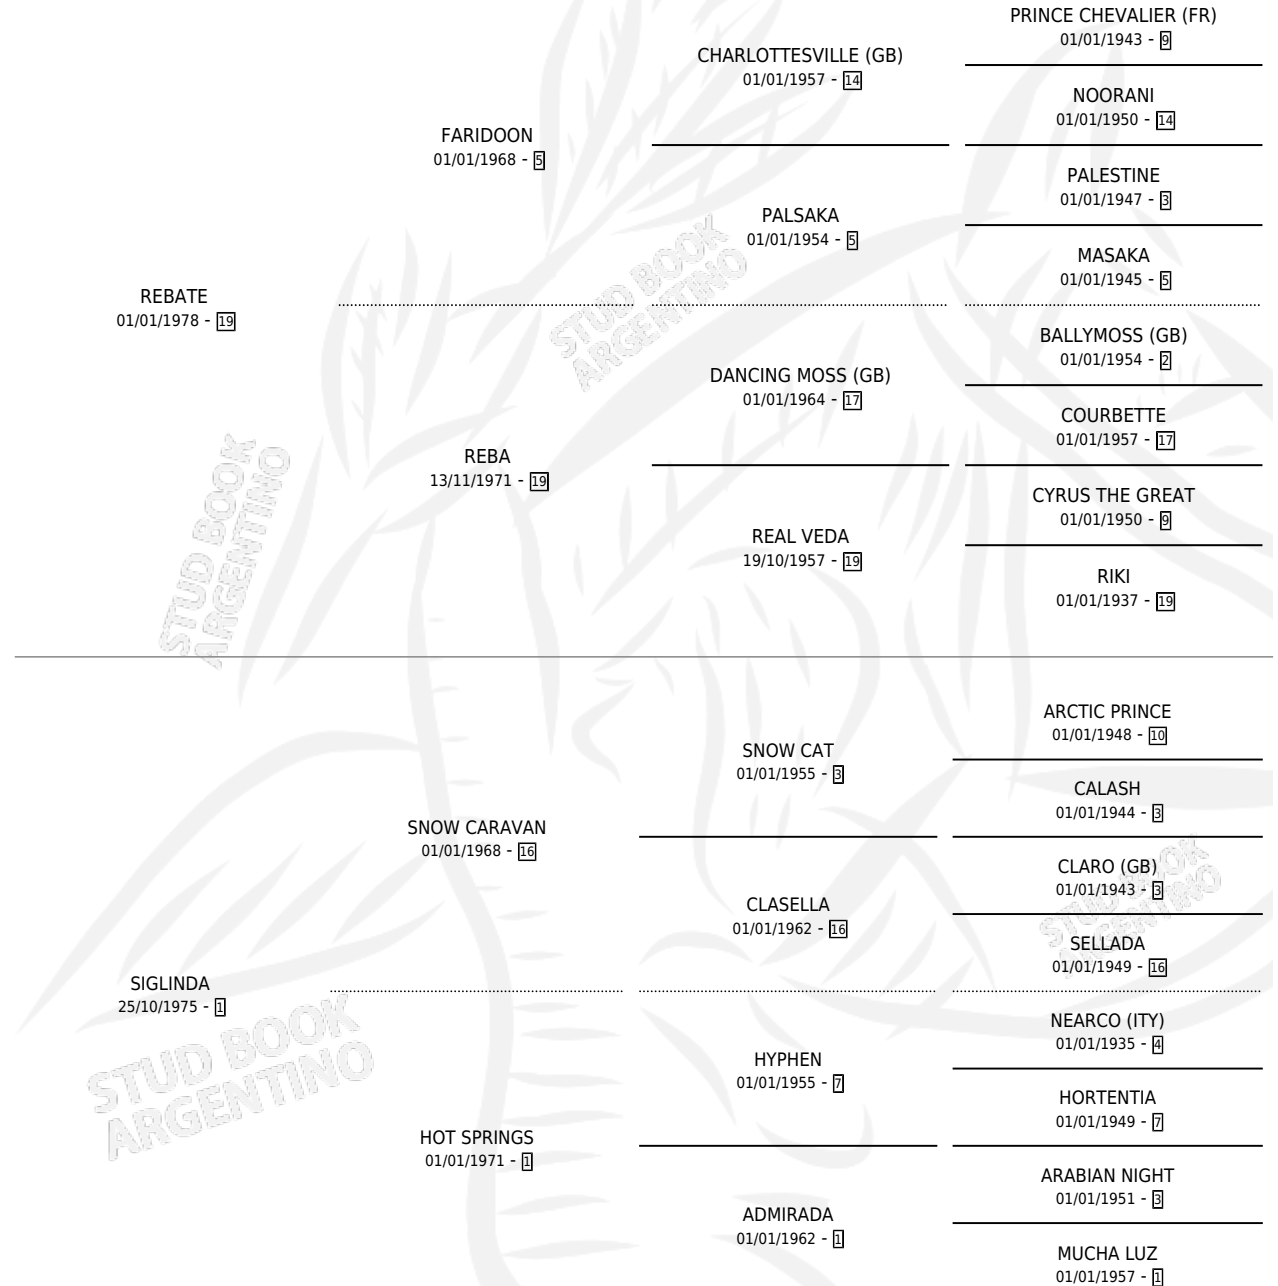 PRINCE CHEVALIER (FR)
01/01/1943 - 9
CHARLOTTESVILLE (GB)
01/01/1957 - 14
NOORANI
01/01/1950 - 14
FARIDOON
01/01/1968 - 5
PALESTINE
01/01/1947 - 3
PALSAKA
01/01/1954 - 5
MASAKA
01/01/1945 - 5
REBATE
01/01/1978 - 19
BALLYMOSS (GB)
01/01/1954 - 2
DANCING MOSS (GB)
01/01/1964 - 17
COURBETTE
01/01/1957 - 17
REBA
13/11/1971 - 19
CYRUS THE GREAT
01/01/1950 - 9
REAL VEDA
19/10/1957 - 19
RIKI
01/01/1937 - 19
ARCTIC PRINCE
01/01/1948 - 10
SNOW CAT
01/01/1955 - 3
CALASH
01/01/1944 - 3
SNOW CARAVAN
01/01/1968 - 16
CLARO (GB)
01/01/1943 - 3
CLASELLA
01/01/1962 - 16
SELLADA
01/01/1949 - 16
SIGLINDA
25/10/1975 - 1
NEARCO (ITY)
01/01/1935 - 4
HYPHEN
01/01/1955 - 7
HORTENTIA
01/01/1949 - 7
HOT SPRINGS
01/01/1971 - 1
ARABIAN NIGHT
01/01/1951 - 3
ADMIRADA
01/01/1962 - 1
MUCHA LUZ
01/01/1957 - 1
STUD BOOK
ARGENTINO
STUD BOOK
ARGENTINO
STUD BOOK
ARGENTINO
STUD BOOK
ARGENTINO